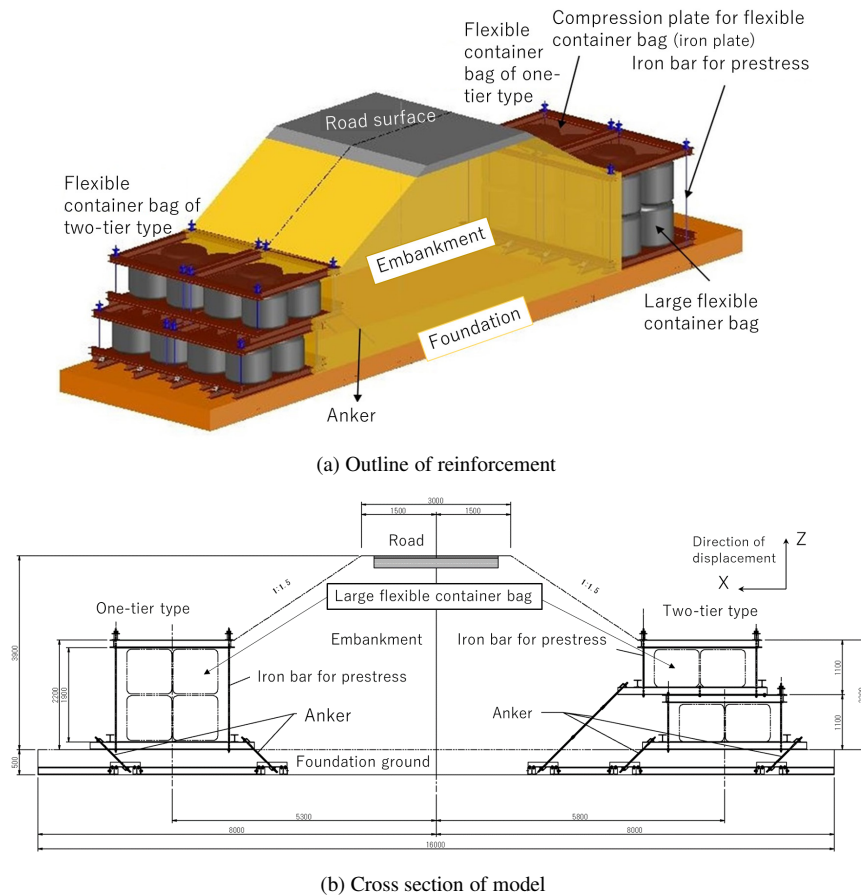 Flexible
container
bag of one-
tier type
Compression plate for flexible
container bag (iron plate)
Iron bar for prestress
Road surface
Flexible
container bag of
two-tier type
Embankment
Foundation
Large flexible
container bag
Anker
(a) Outline of reinforcement
3000
1500
1500
Road
Direction of
displacement
Z
X
1:1.5
1:1.5
Large flexible container bag
One-tier type
Two-tier type
Embankment
Iron bar for prestress
Iron bar for prestress
3900
2200
1900
1100
1100
2200
Anker
Anker
500
Foundation ground
5300
5800
8000
8000
16000
(b) Cross section of model